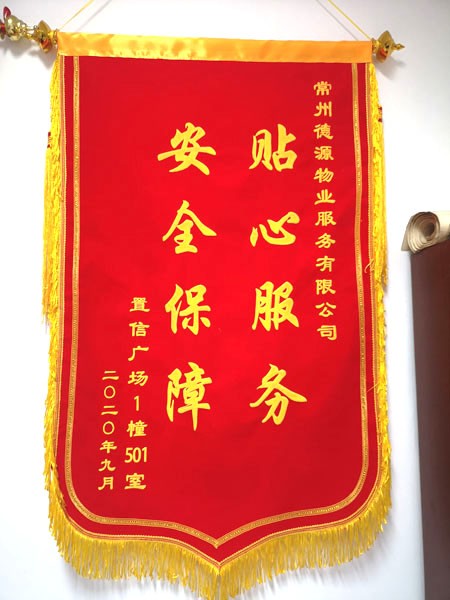 常州德源物业服务有限公司
贴心服务
安全保障
置信广场1幢501室
二〇二〇年九月